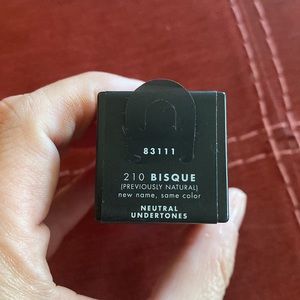 83111
210 BISQUE
(PREVIOUSLY NATURAL)
new name, same color
NEUTRAL
UNDERTONES